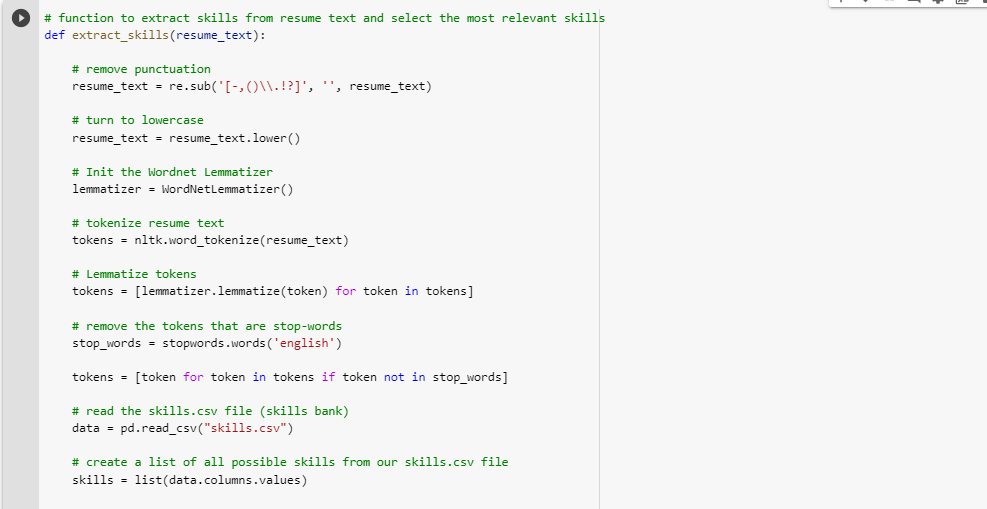 # function to extract skills from resume text and select the most relevant skills
def extract_skills(resume_text):
# remove punctuation
resume_text = re.sub('[-,()\\.!?]', '', resume_text)
# turn to lowercase
resume_text = resume_text.lower()
# Init the Wordnet Lemmatizer
lemmatizer = WordNetLemmatizer()
# tokenize resume text
tokens = nltk.word_tokenize(resume_text)
# Lemmatize tokens
tokens = [lemmatizer.lemmatize(token) for token in tokens]
# remove the tokens that are stop-words
stop_words = stopwords.words('english')
tokens = [token for token in tokens if token not in stop_words]
# read the skills.csv file (skills bank)
data = pd.read_csv("skills.csv")
# create a list of all possible skills from our skills.csv file
skills = list(data.columns.values)